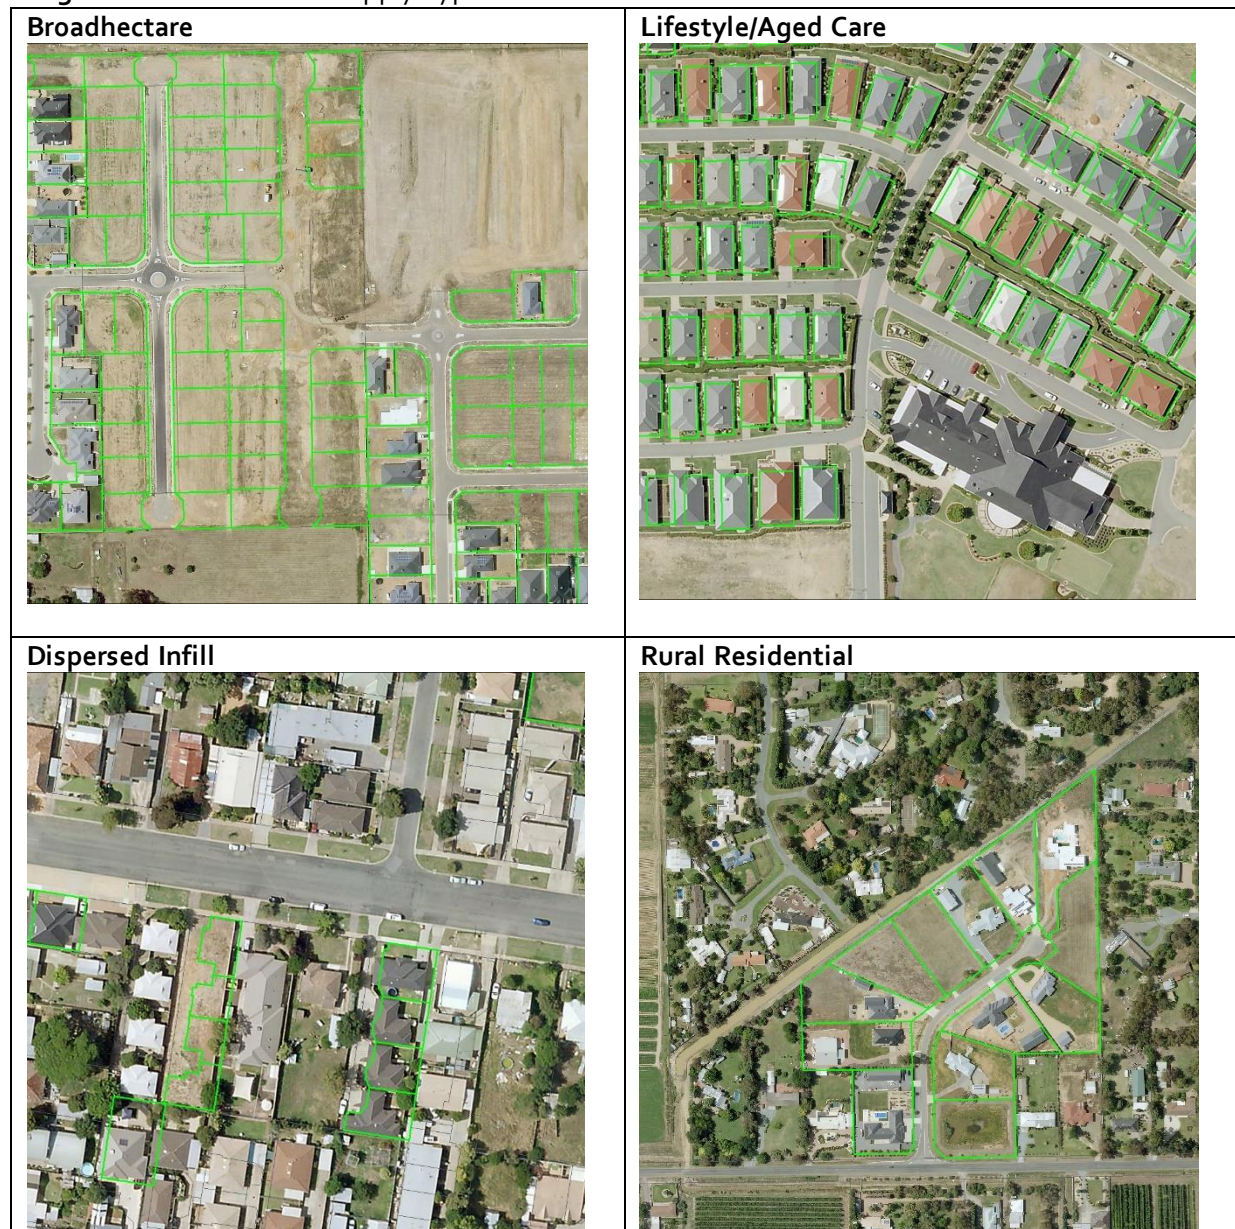 Broadhectare
Lifestyle/Aged Care
Dispersed Infill
Rural Residential